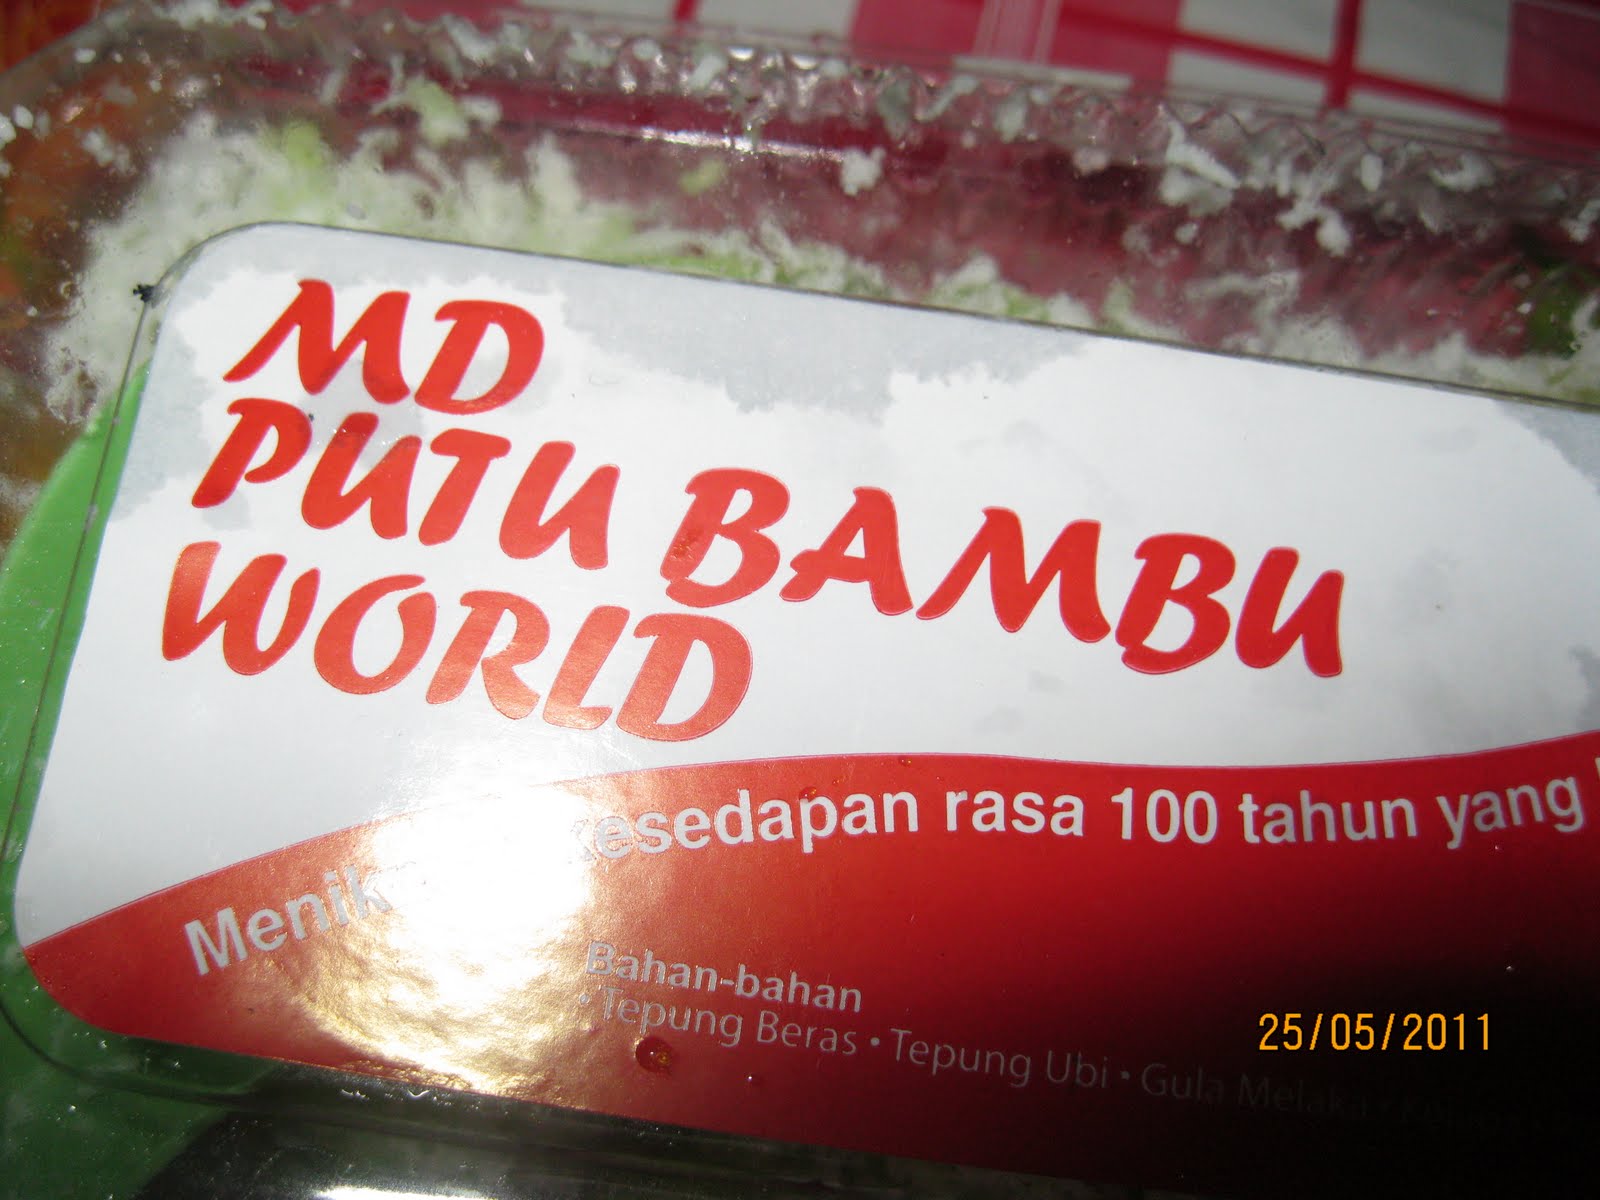 MD
PUTU BAMBU
WORLD
kesedapan rasa 100 tahun yang
Bahan-bahan
• Tepung Beras • Tepung Ubi • Gula Melaka •
25/05/2011